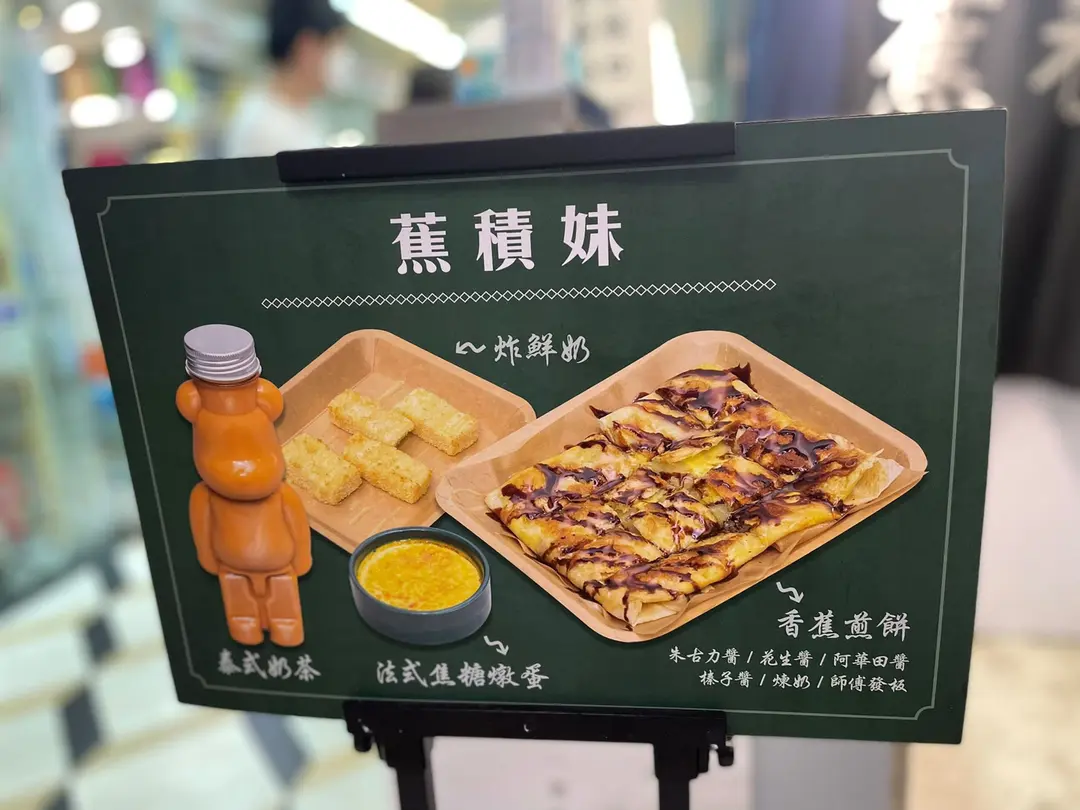 蕉積妹
炸鮮奶
香蕉煎餅
朱古力醬 / 花生醬 / 阿華田醬
榛子醬 / 煉奶 / 師傅發板
泰式奶茶
法式焦糖燉蛋